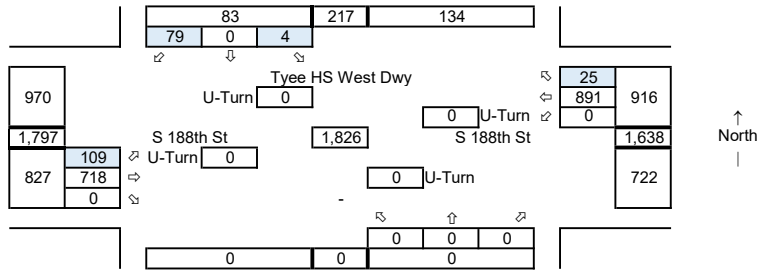 83 217 134
79 0 4
⬃ ⇩ ⬂
Tyee HS West Dwy
⬁ 25
970 U-Turn 0 ⇦ 891 916
0 U-Turn ⬃ 0
↑
1,797 S 188th St 1,826 S 188th St 1,638 North
109 ⬀ U-Turn 0 |
827 718 ⇨ 0 U-Turn 722
0 ⬂ -
⬁ ⇧ ⬀
0 0 0
0 0 0